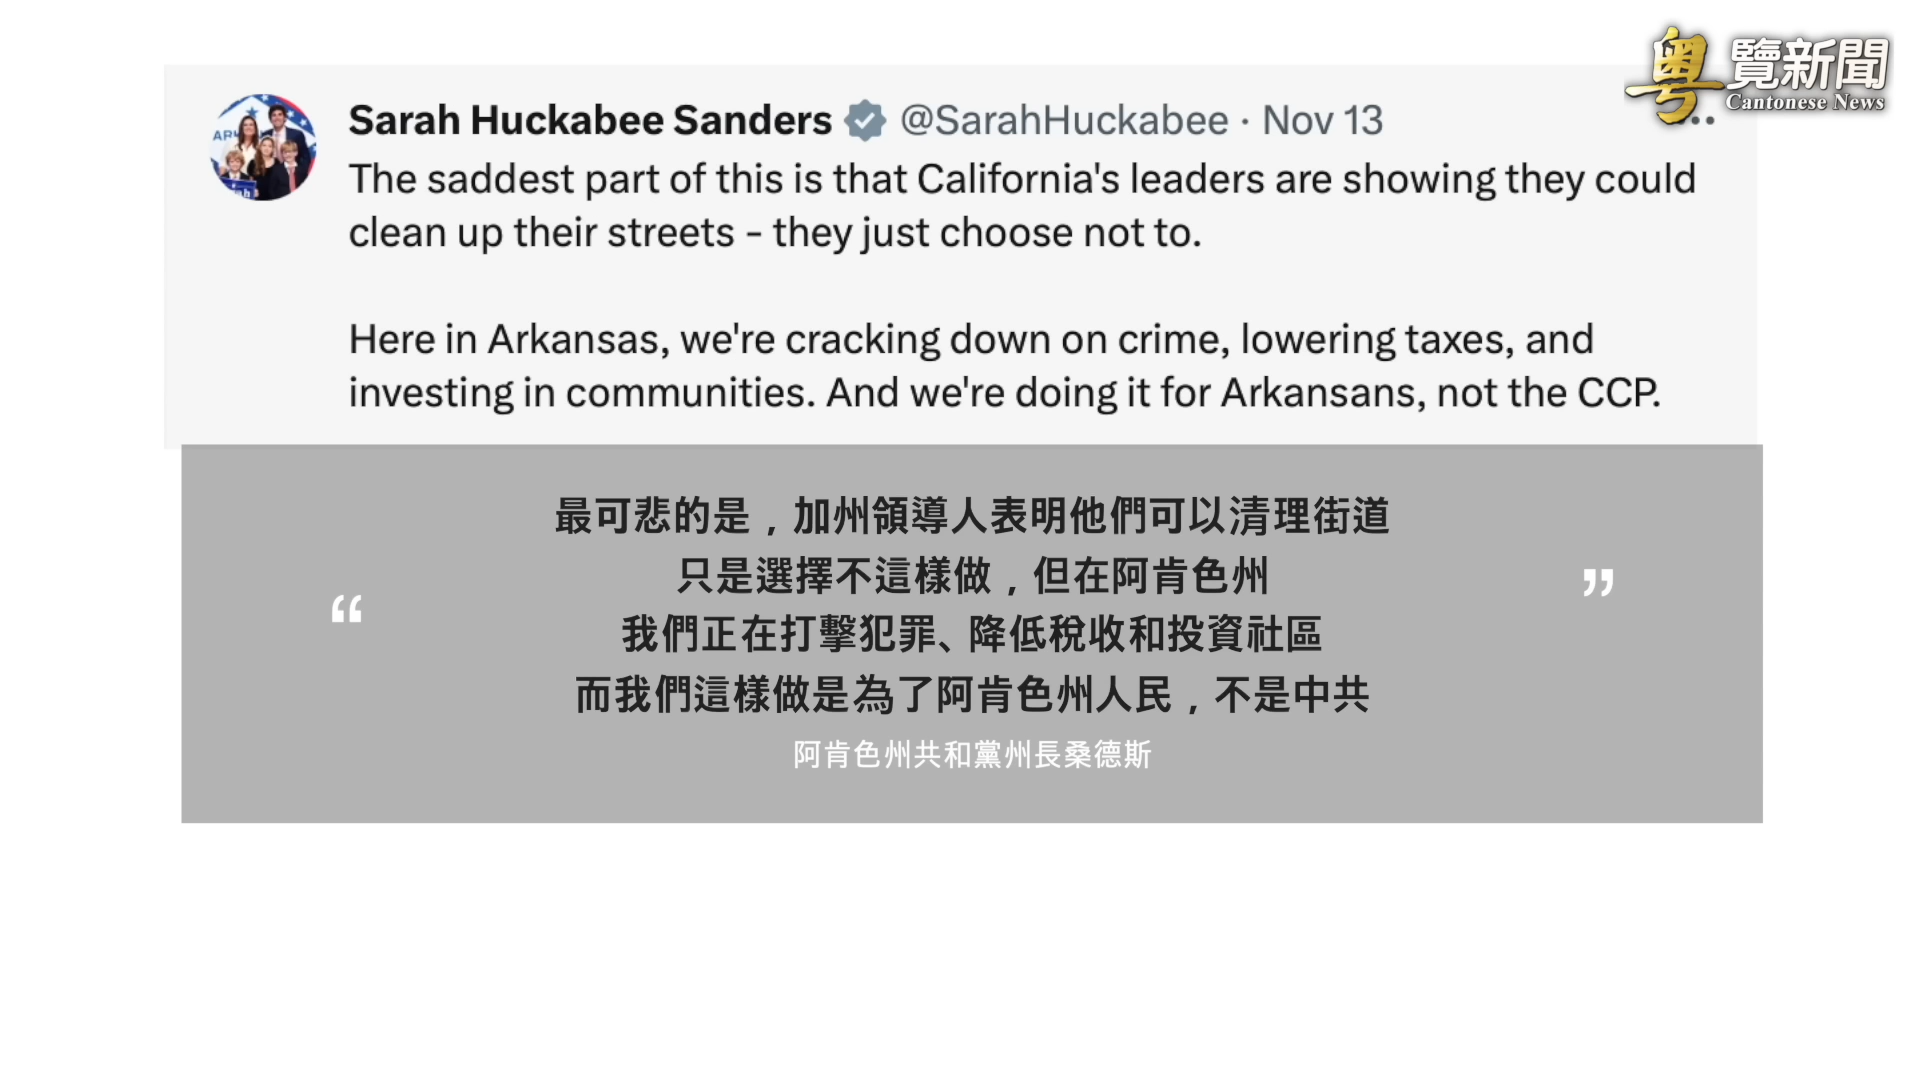 粵覽新聞
Cantonese News
Sarah Huckabee Sanders @SarahHuckabee · Nov 13
The saddest part of this is that California's leaders are showing they could
clean up their streets – they just choose not to.
Here in Arkansas, we're cracking down on crime, lowering taxes, and
investing in communities. And we're doing it for Arkansans, not the CCP.
最可悲的是，加州領導人表明他們可以清理街道
只是選擇不這樣做，但在阿肯色州
“ ”
我們正在打擊犯罪、降低稅收和投資社區
而我們這樣做是為了阿肯色州人民，不是中共
阿肯色州共和黨州長桑德斯